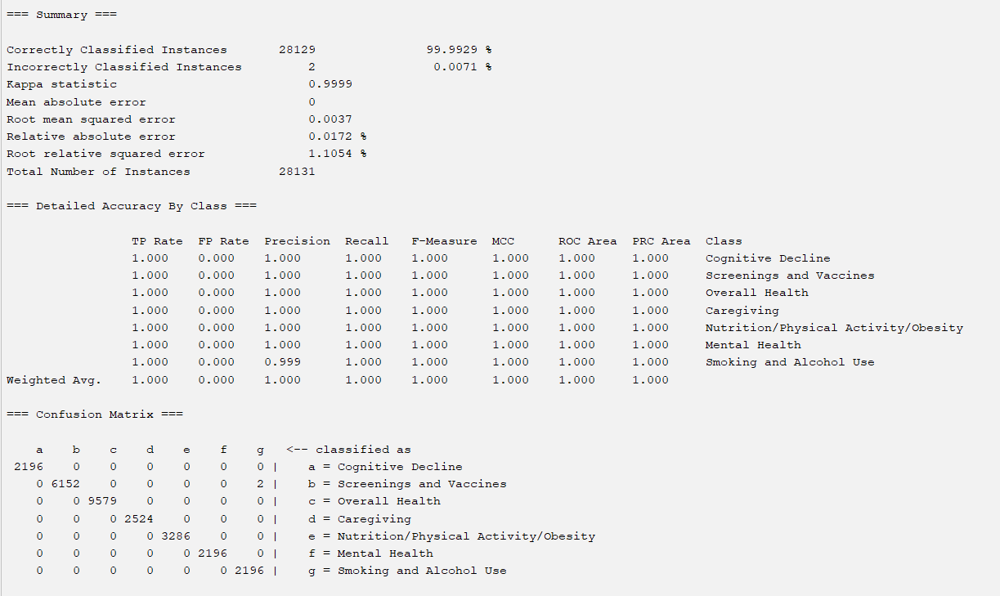 === Summary ===
Correctly Classified Instances 28129 99.9929 %
Incorrectly Classified Instances 2 0.0071 %
Kappa statistic 0.9999
Mean absolute error 0
Root mean squared error 0.0037
Relative absolute error 0.0172 %
Root relative squared error 1.1054 %
Total Number of Instances 28131
=== Detailed Accuracy By Class ===
TP Rate FP Rate Precision Recall F-Measure MCC ROC Area PRC Area Class
1.000 0.000 1.000 1.000 1.000 1.000 1.000 1.000 Cognitive Decline
1.000 0.000 1.000 1.000 1.000 1.000 1.000 1.000 Screenings and Vaccines
1.000 0.000 1.000 1.000 1.000 1.000 1.000 1.000 Overall Health
1.000 0.000 1.000 1.000 1.000 1.000 1.000 1.000 Caregiving
1.000 0.000 1.000 1.000 1.000 1.000 1.000 1.000 Nutrition/Physical Activity/Obesity
1.000 0.000 1.000 1.000 1.000 1.000 1.000 1.000 Mental Health
1.000 0.000 0.999 1.000 1.000 1.000 1.000 1.000 Smoking and Alcohol Use
Weighted Avg. 1.000 0.000 1.000 1.000 1.000 1.000 1.000 1.000
=== Confusion Matrix ===
a b c d e f g <-- classified as
2196 0 0 0 0 0 0 | a = Cognitive Decline
0 6152 0 0 0 0 2 | b = Screenings and Vaccines
0 0 9579 0 0 0 0 | c = Overall Health
0 0 0 2524 0 0 0 | d = Caregiving
0 0 0 0 3286 0 0 | e = Nutrition/Physical Activity/Obesity
0 0 0 0 0 2196 0 | f = Mental Health
0 0 0 0 0 0 2196 | g = Smoking and Alcohol Use